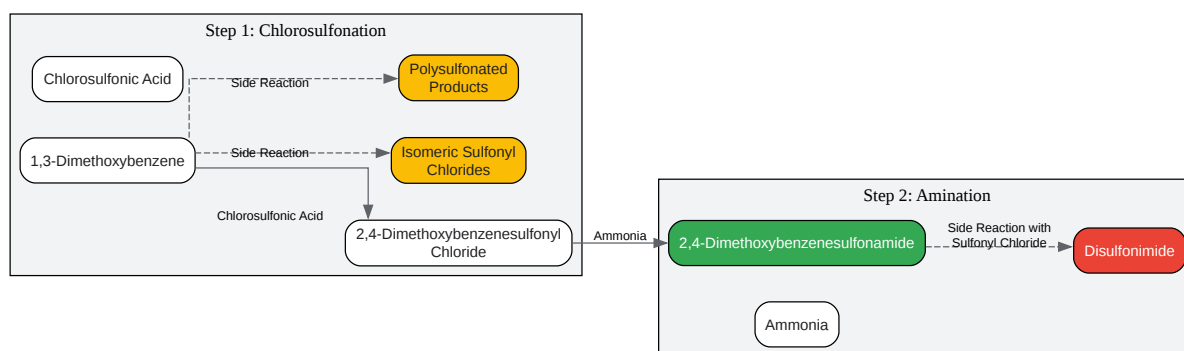 Step 1: Chlorosulfonation
Chlorosulfonic Acid
Side Reaction
Polysulfonated
Products
1,3-Dimethoxybenzene
Side Reaction
Isomeric Sulfonyl
Chlorides
Chlorosulfonic Acid
2,4-Dimethoxybenzenesulfonyl
Chloride
Ammonia
Step 2: Amination
2,4-Dimethoxybenzenesulfonamide
Side Reaction with
Sulfonyl Chloride
Disulfonimide
Ammonia